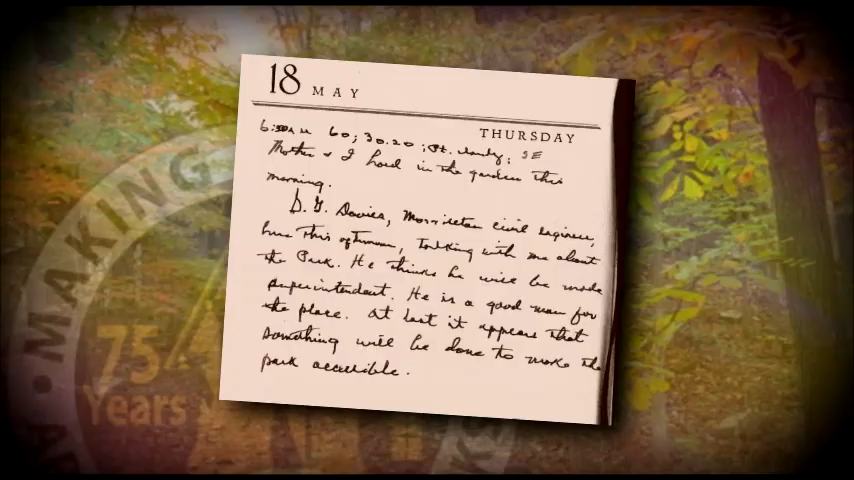 18 MAY
THURSDAY
6:30 A M 60; 30.20; Pt. cloudy; SE
Mother & I hoed in the garden this
morning.
D. G. Davies, Morristown civil engineer,
here this afternoon, talking with me about
the Park. He thinks he will be made
superintendent. He is a good man for
the place. At last it appears that
something will be done to make the
park accessible.
MAKING
75
Years